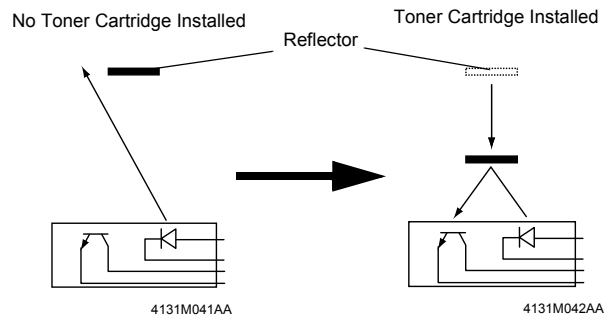 No Toner Cartridge Installed
Toner Cartridge Installed
Reflector
4131M041AA
4131M042AA